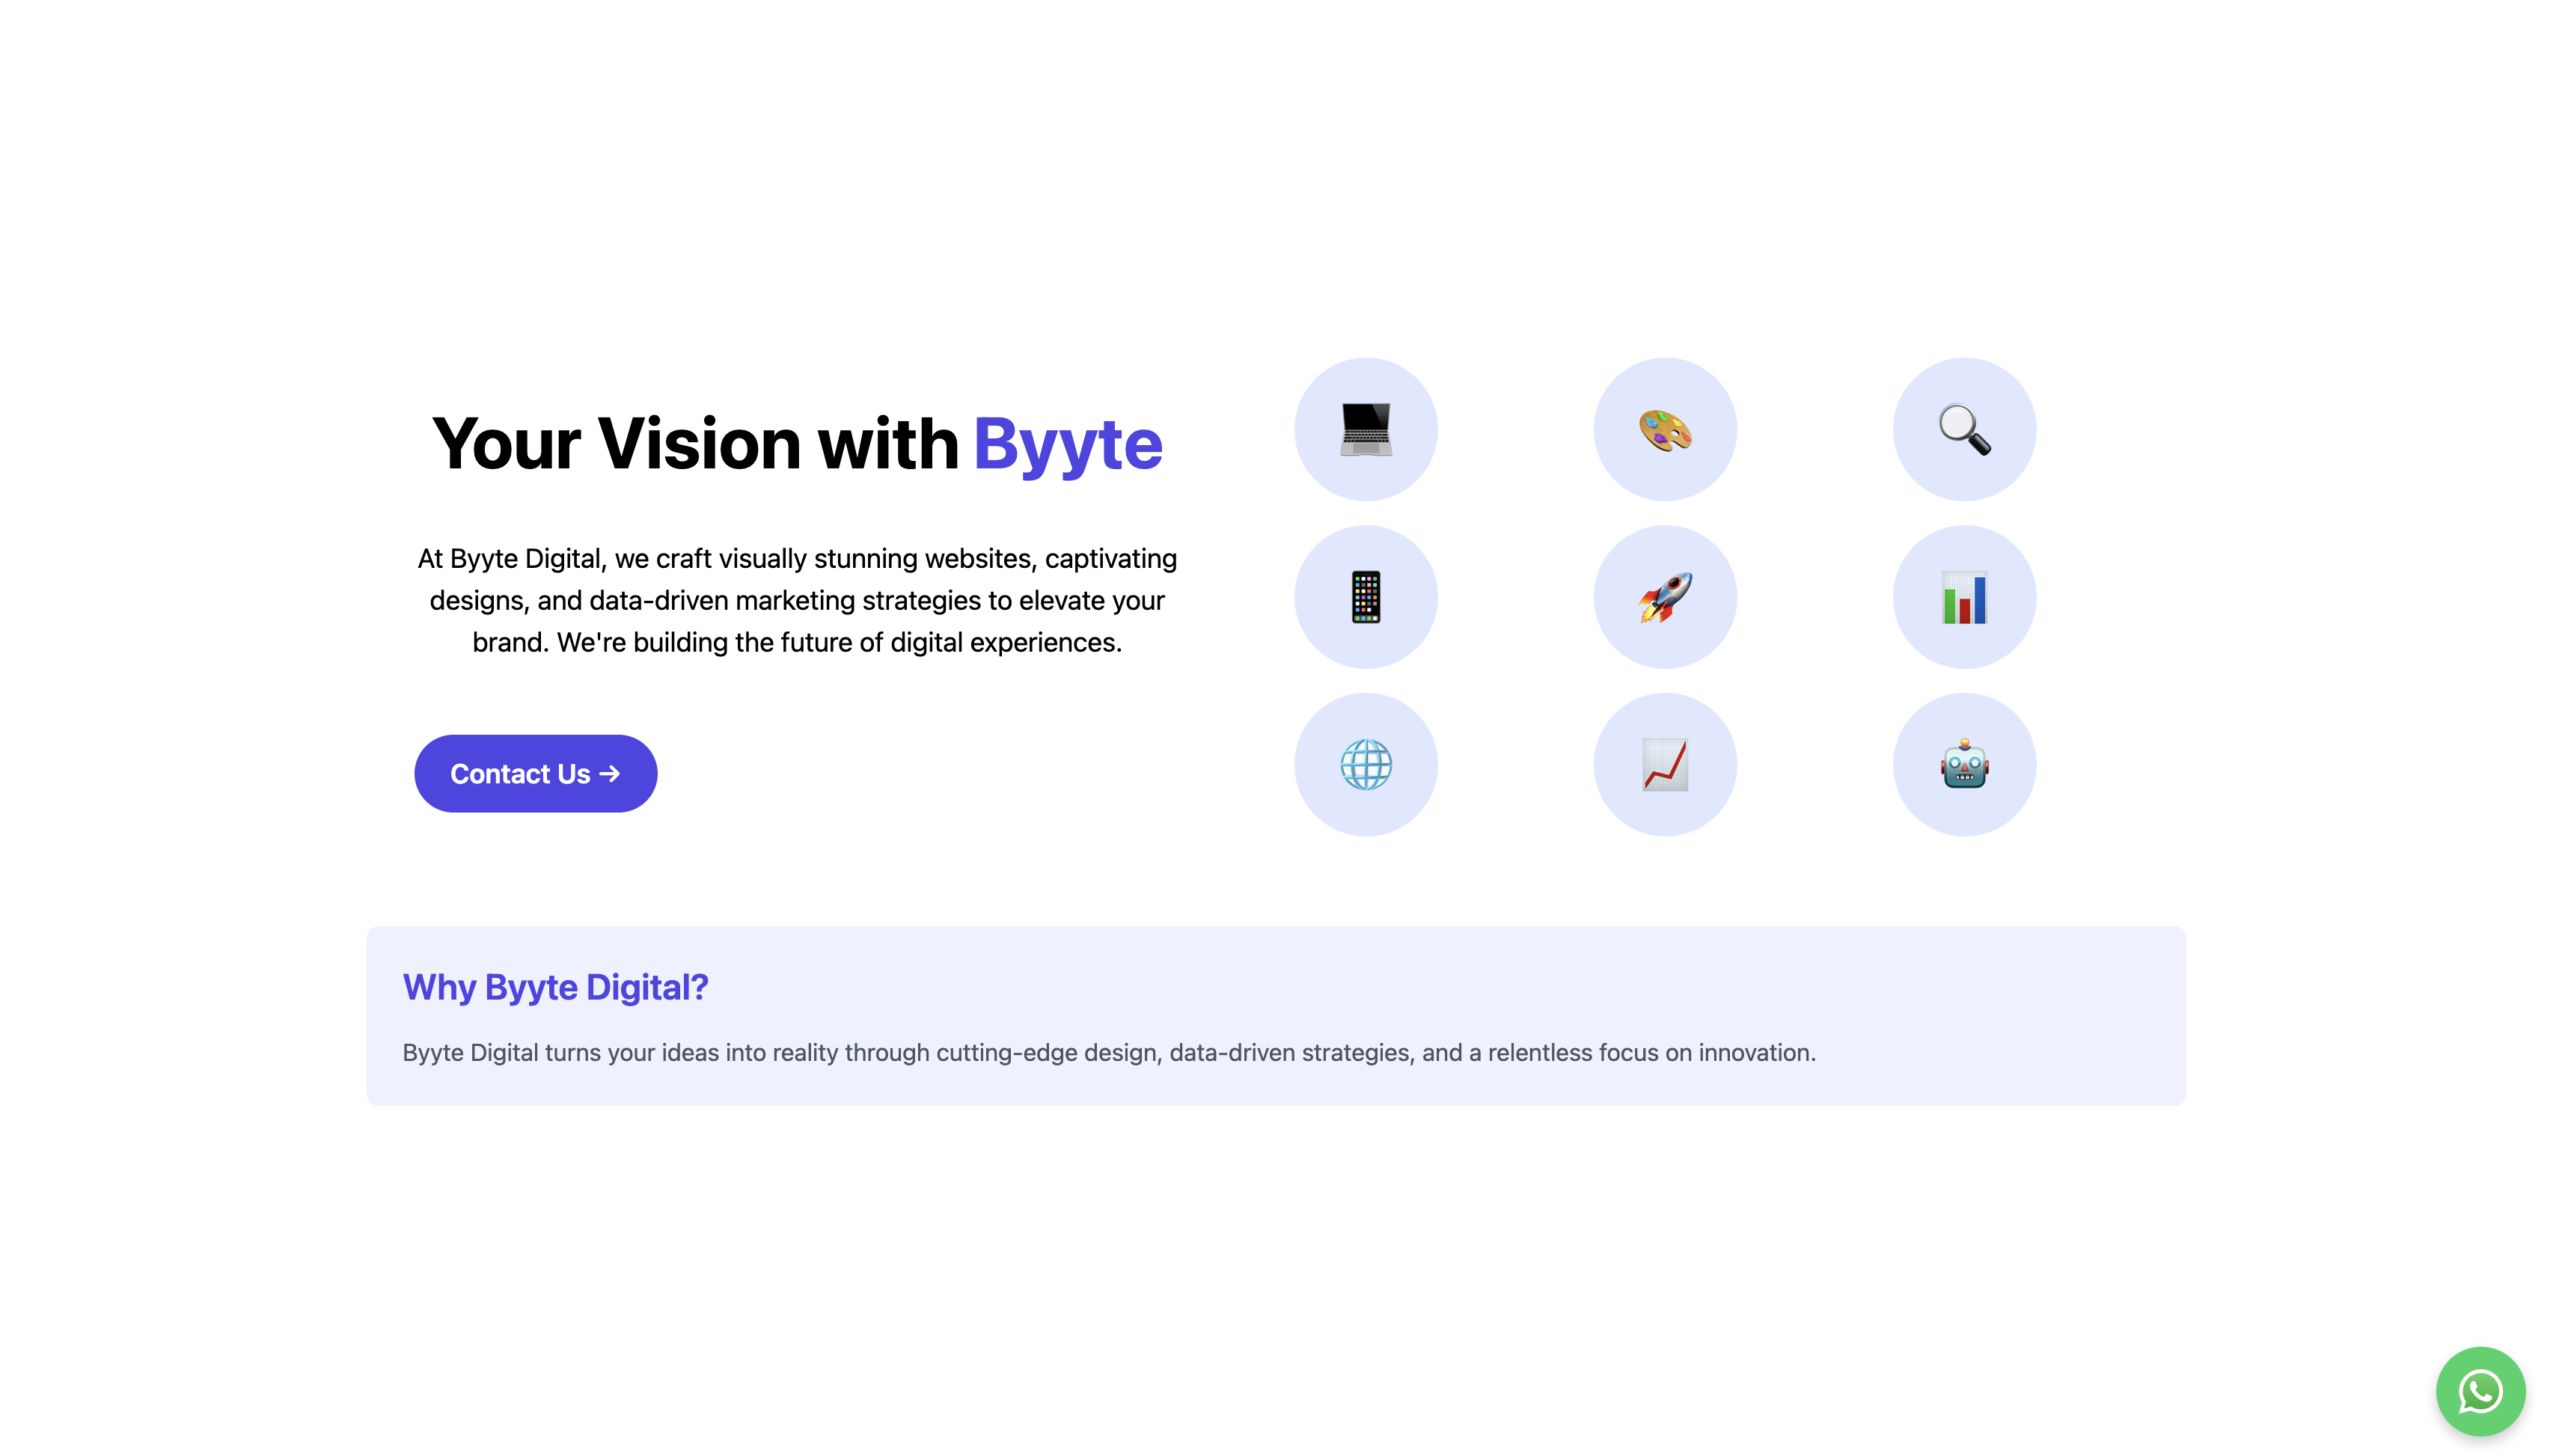 Your Vision with Byyte
At Byyte Digital, we craft visually stunning websites, captivating
designs, and data-driven marketing strategies to elevate your
brand. We're building the future of digital experiences.
Contact Us →
Why Byyte Digital?
Byyte Digital turns your ideas into reality through cutting-edge design, data-driven strategies, and a relentless focus on innovation.